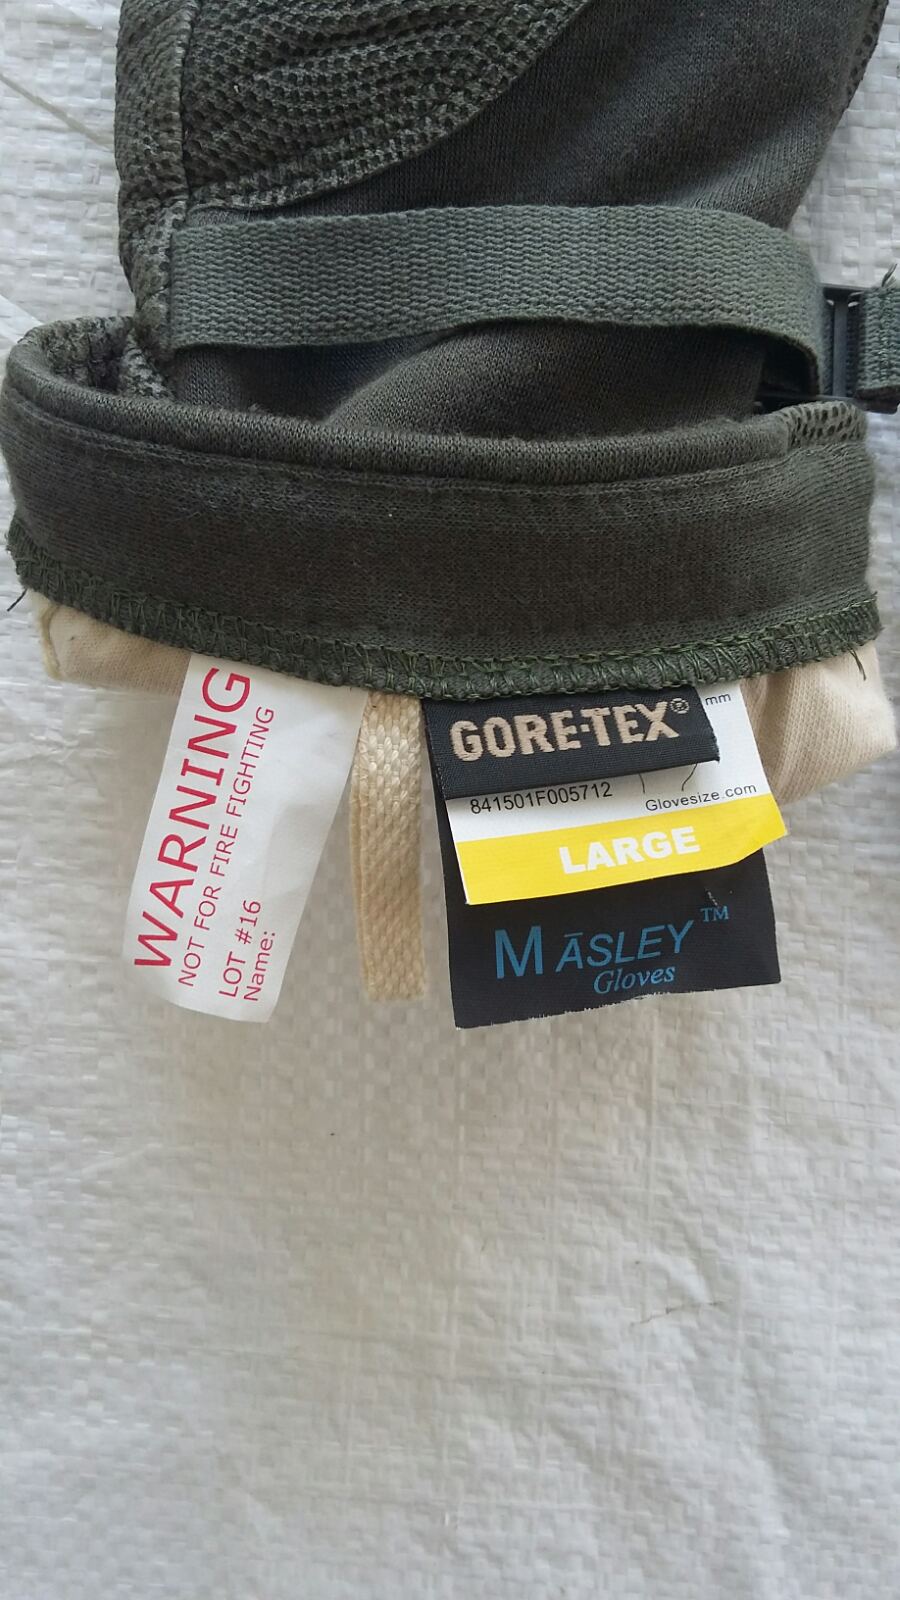 WARNING
NOT FOR FIRE FIGHTING
LOT #16
Name:
GORE-TEX®
mm
841501F005712
Glovesize.com
LARGE
MĀSLEY™
Gloves